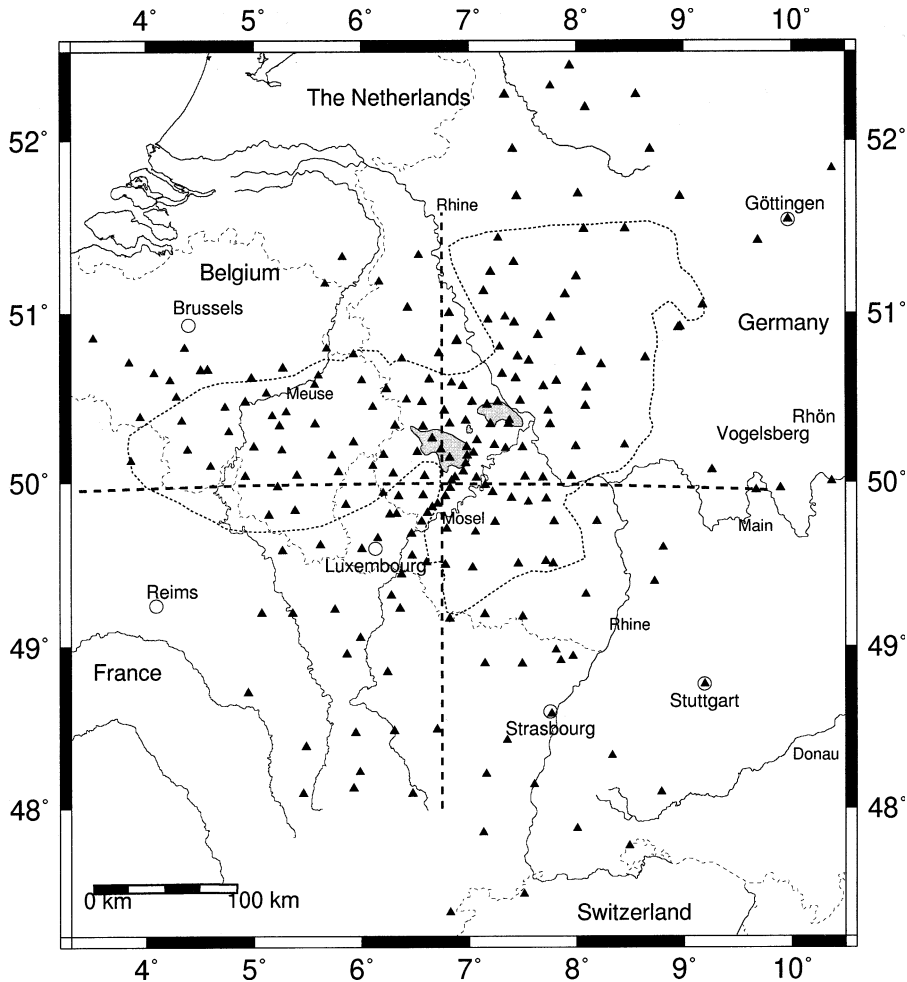 4° 5° 6° 7° 8° 9° 10°
The Netherlands
52° 52°
Rhine
Göttingen
Belgium
Brussels
51° 51°
Germany
Meuse
Rhön
Vogelsberg
50° 50°
Mosel
Main
Luxembourg
Reims
Rhine
49° 49°
France
Stuttgart
Strasbourg
Donau
48° 48°
0 km 100 km
Switzerland
4° 5° 6° 7° 8° 9° 10°